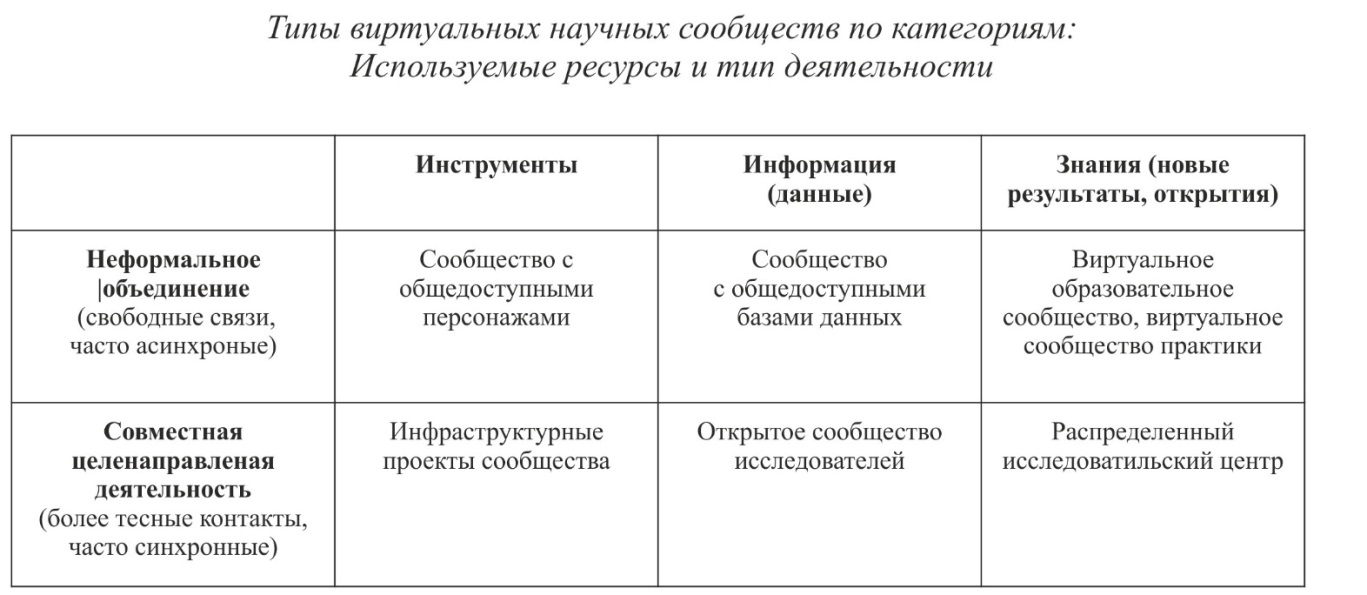 Типы виртуальных научных сообществ по категориям:
Используемые ресурсы и тип деятельности
Инструменты
Информация
(данные)
Знания (новые
результаты, открытия)
Неформальное
|объединение
(свободные связи,
часто асинхроные)
Сообщество с
общедоступными
персонажами
Сообщество
с общедоступными
базами данных
Виртуальное
образовательное
сообщество, виртуальное
сообщество практики
Совместная
целенаправленая
деятельность
(более тесные контакты,
часто синхронные)
Инфраструктурные
проекты сообщества
Открытое сообщество
исследователей
Распределенный
исследоватильский центр